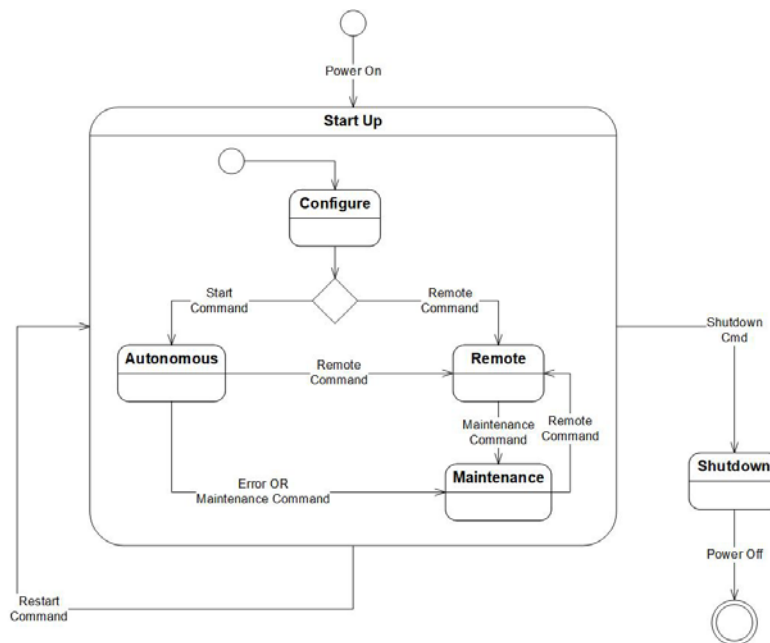 Power On
Start Up
Configure
Start
Command
Remote
Command
Shutdown
Cmd
Autonomous
Remote
Command
Remote
Maintenance
Command
Remote
Command
Error OR
Maintenance Command
Maintenance
Shutdown
Power Off
Restart
Command